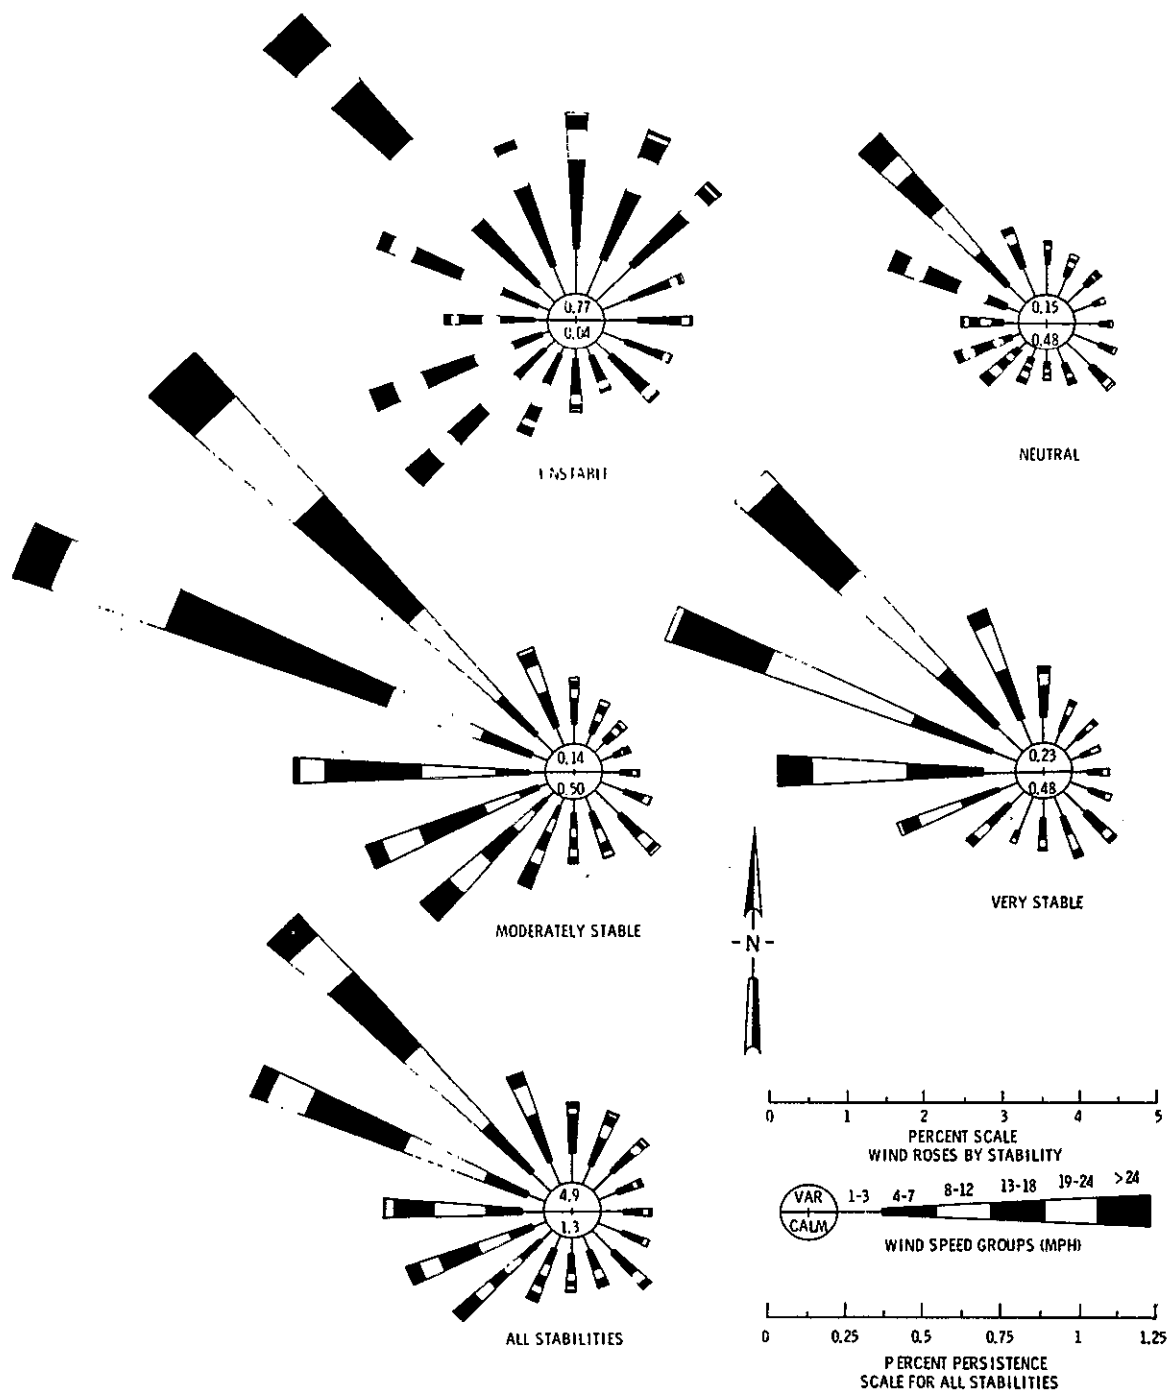 0.77
0.04
0.15
0.48
NEUTRAL
0.14
0.50
MODERATELY STABLE
0.23
0.48
VERY STABLE
-N-
4.9
1.3
ALL STABILITIES
0 1 2 3 4 5
PERCENT SCALE
WIND ROSES BY STABILITY
VAR 1-3 4-7 8-12 13-18 19-24 >24
CALM
WIND SPEED GROUPS (MPH)
0 0.25 0.5 0.75 1 1.25
PERCENT PERSISTENCE
SCALE FOR ALL STABILITIES